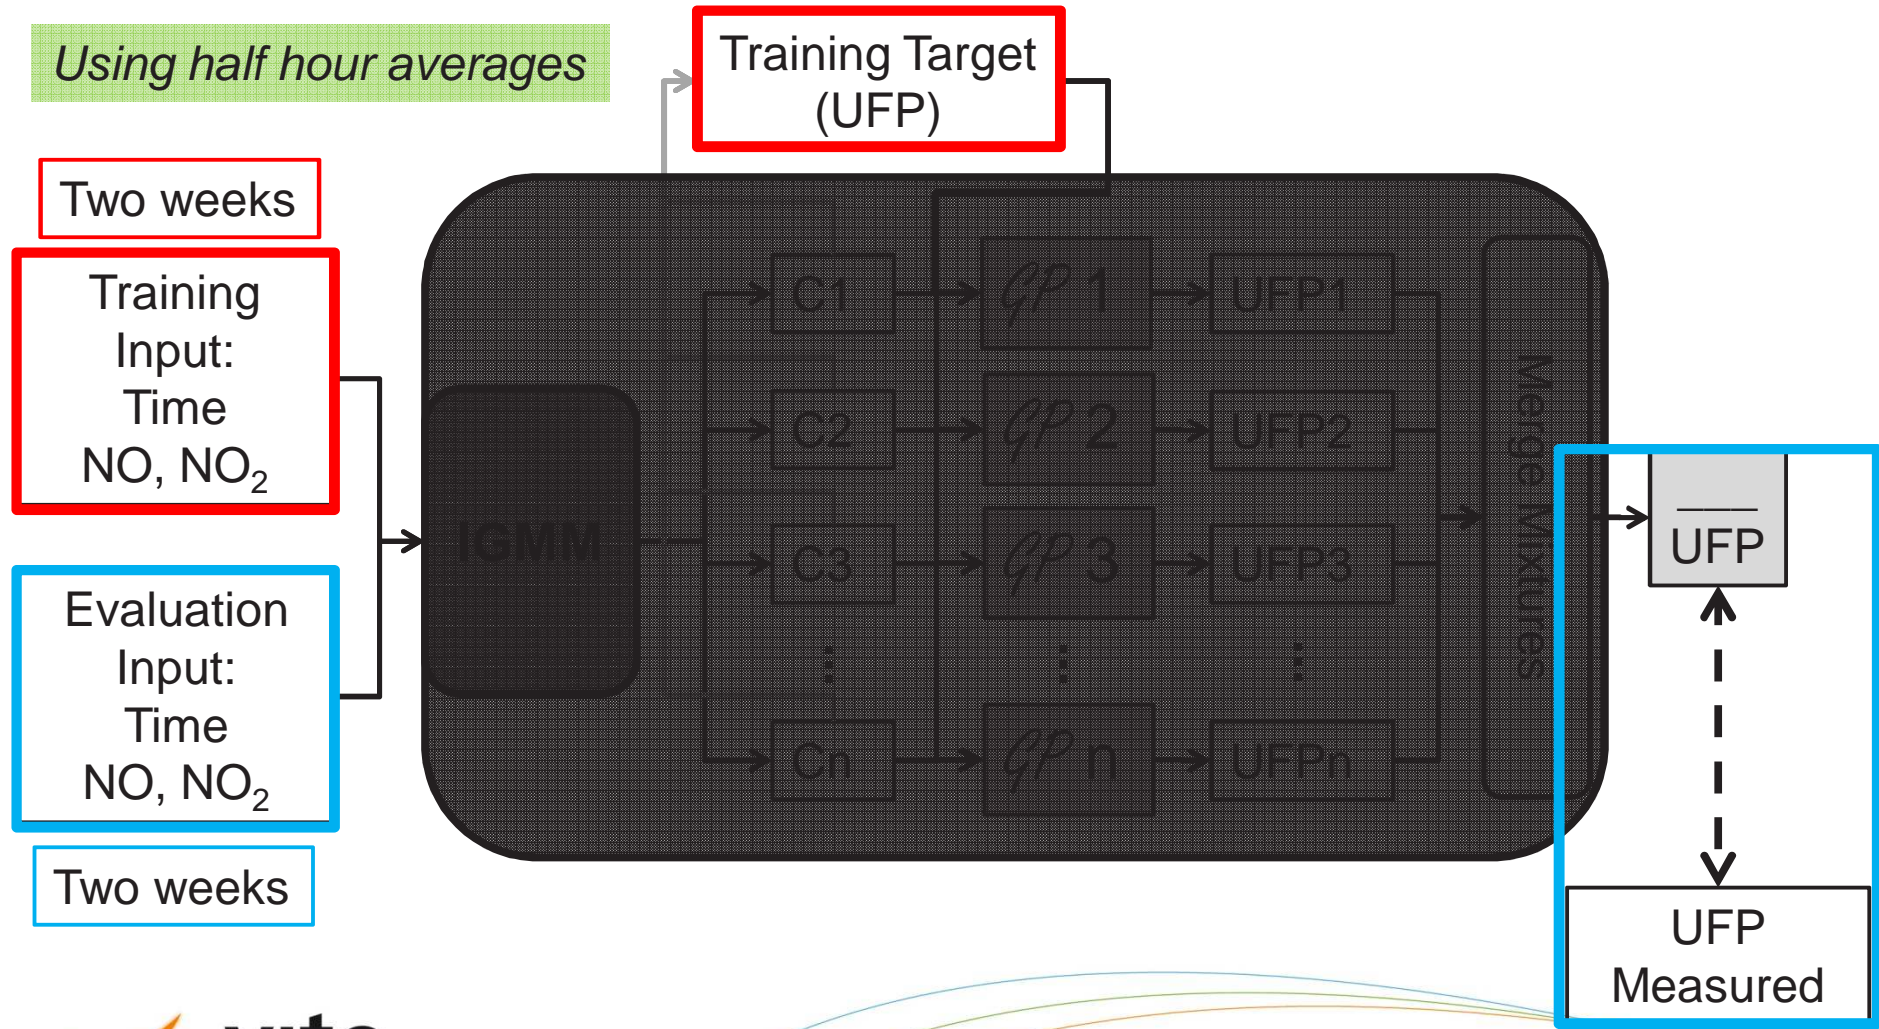 Using half hour averages
Training Target
(UFP)
Two weeks
Training
Input:
Time
NO, NO₂
Evaluation
Input:
Time
NO, NO₂
Two weeks
IGMM
C1
C2
C3
⋮
Cn
GP 1
GP 2
GP 3
⋮
GP n
UFP1
UFP2
UFP3
⋮
UFPn
Merge Mixtures
UFP
UFP
Measured